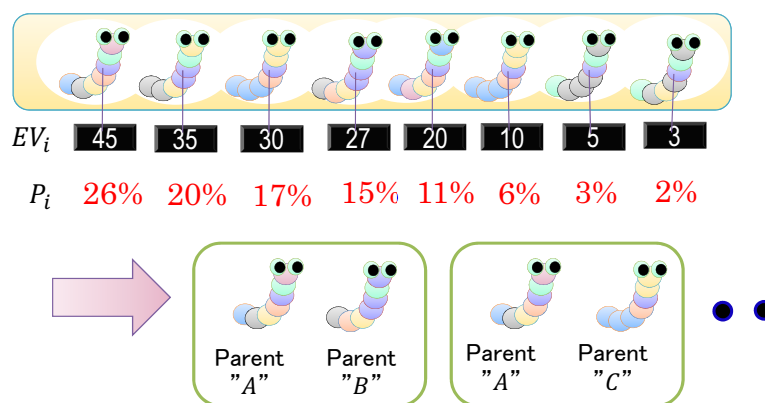 EVᵢ 45 35 30 27 20 10 5 3
Pᵢ 26% 20% 17% 15% 11% 6% 3% 2%
Parent Parent Parent Parent
"A" "B" "A" "C"